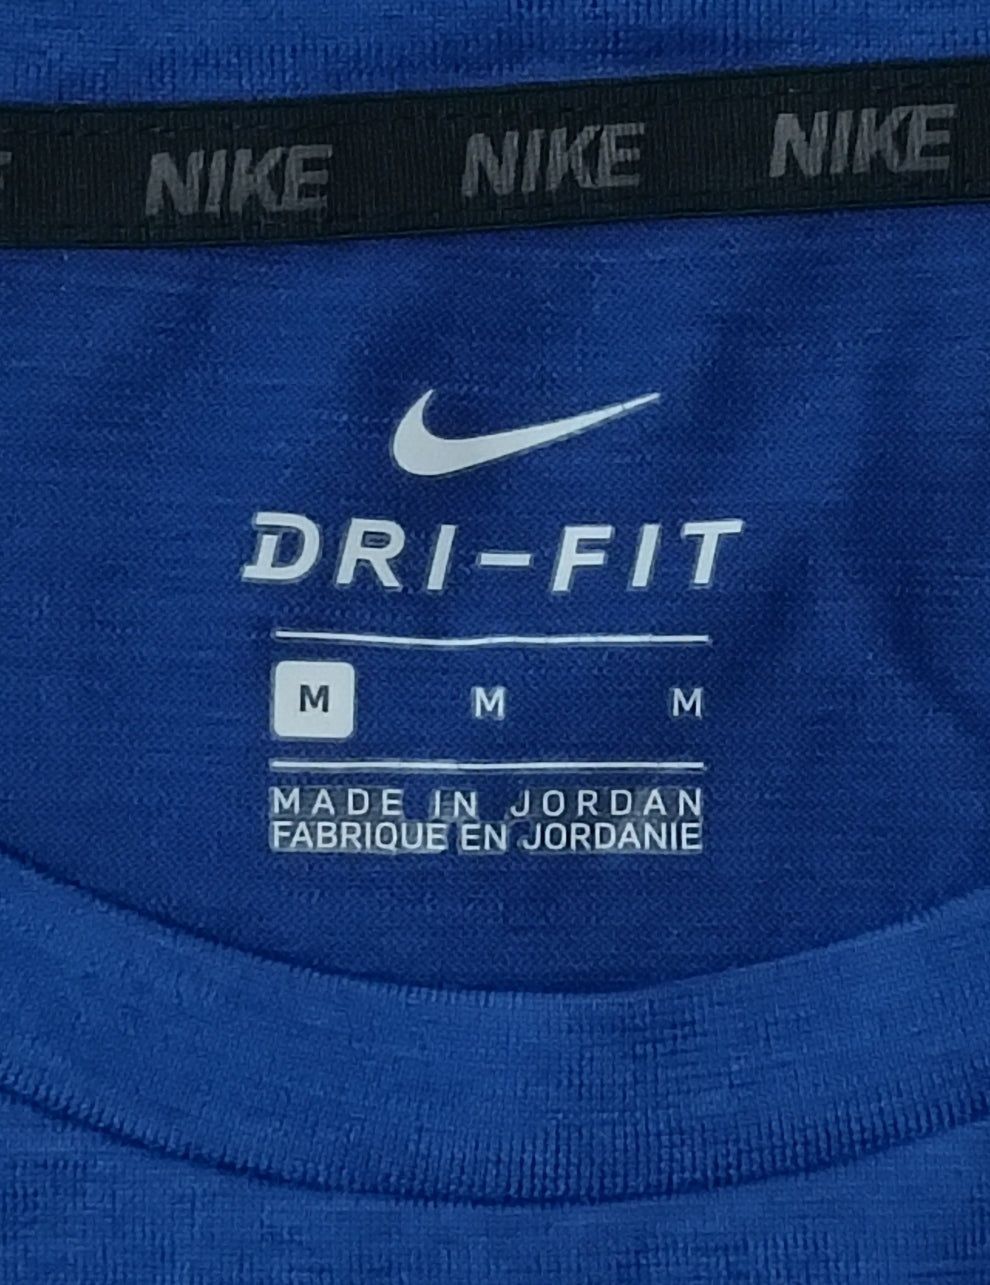 NIKE NIKE NIKE
DRI-FIT
M M M
MADE IN JORDAN
FABRIQUE EN JORDANIE